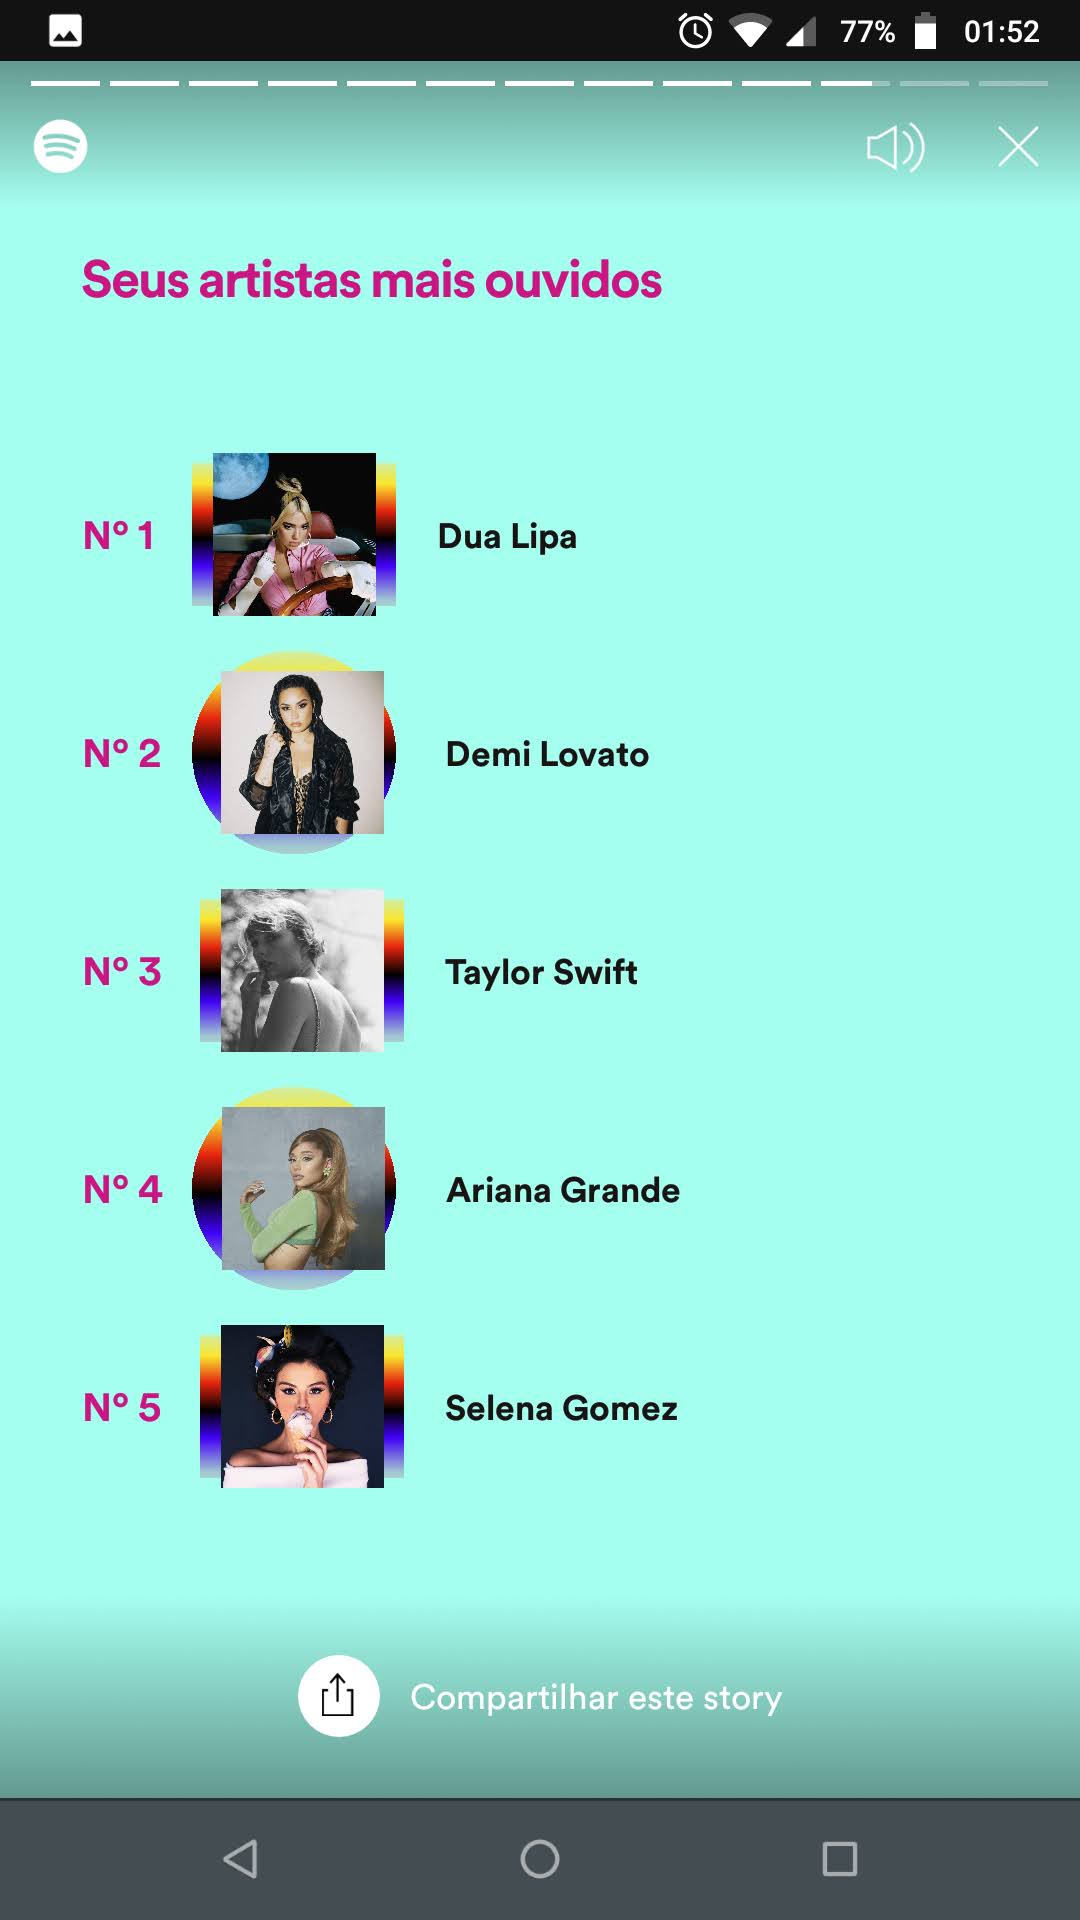 77% 01:52
Seus artistas mais ouvidos
Nº 1 Dua Lipa
Nº 2 Demi Lovato
Nº 3 Taylor Swift
Nº 4 Ariana Grande
Nº 5 Selena Gomez
Compartilhar este story